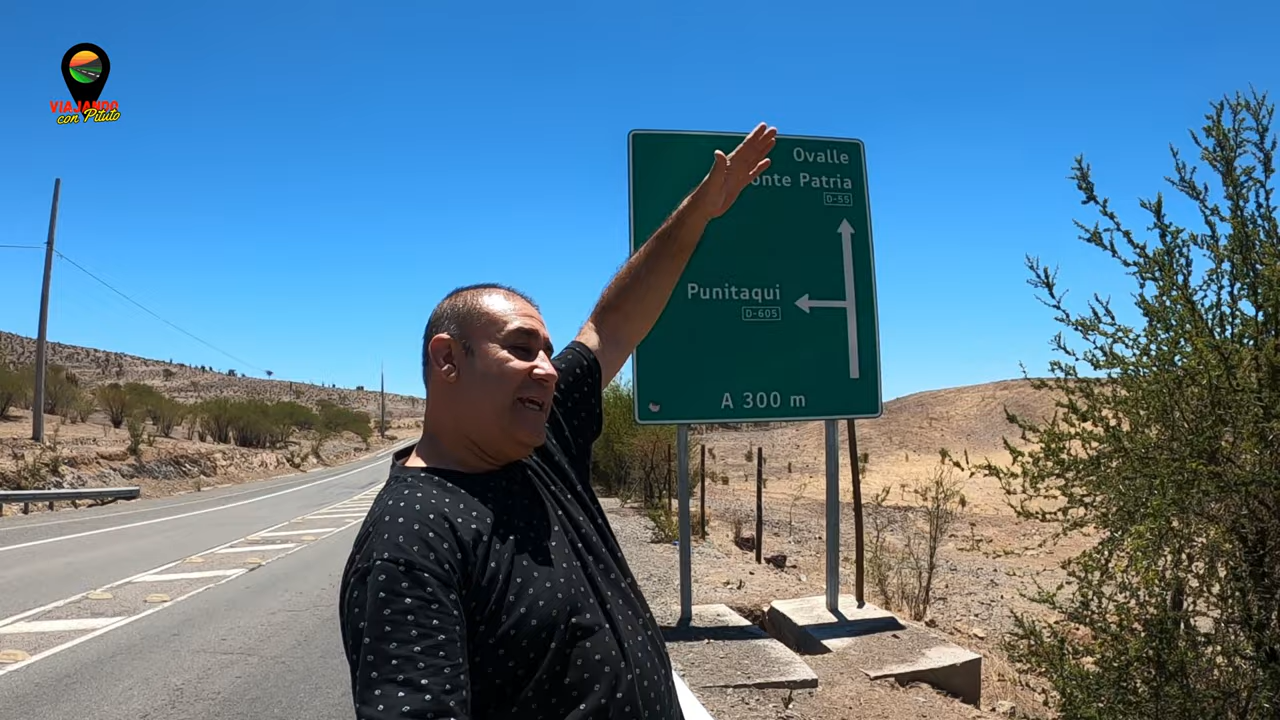 VIAJANDO
con Pituto
Ovalle
onte Patria
D-55
Punitaqui
D-605
A 300 m